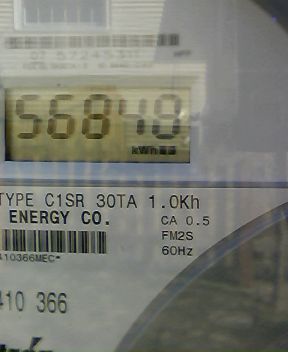 56848
kWh
TYPE C1SR 30TA 1.0Kh
ENERGY CO.
CA 0.5
FM2S
60Hz
410366MEC*
410 366